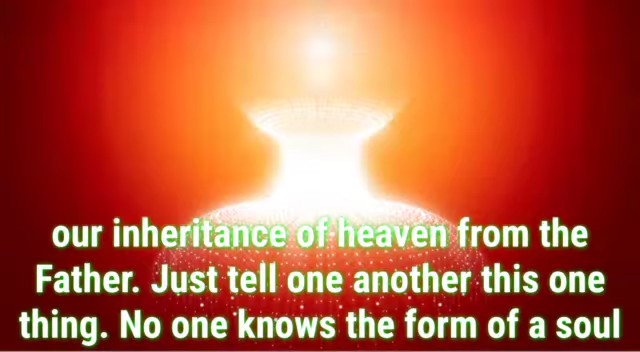 our inheritance of heaven from the
Father. Just tell one another this one
thing. No one knows the form of a soul